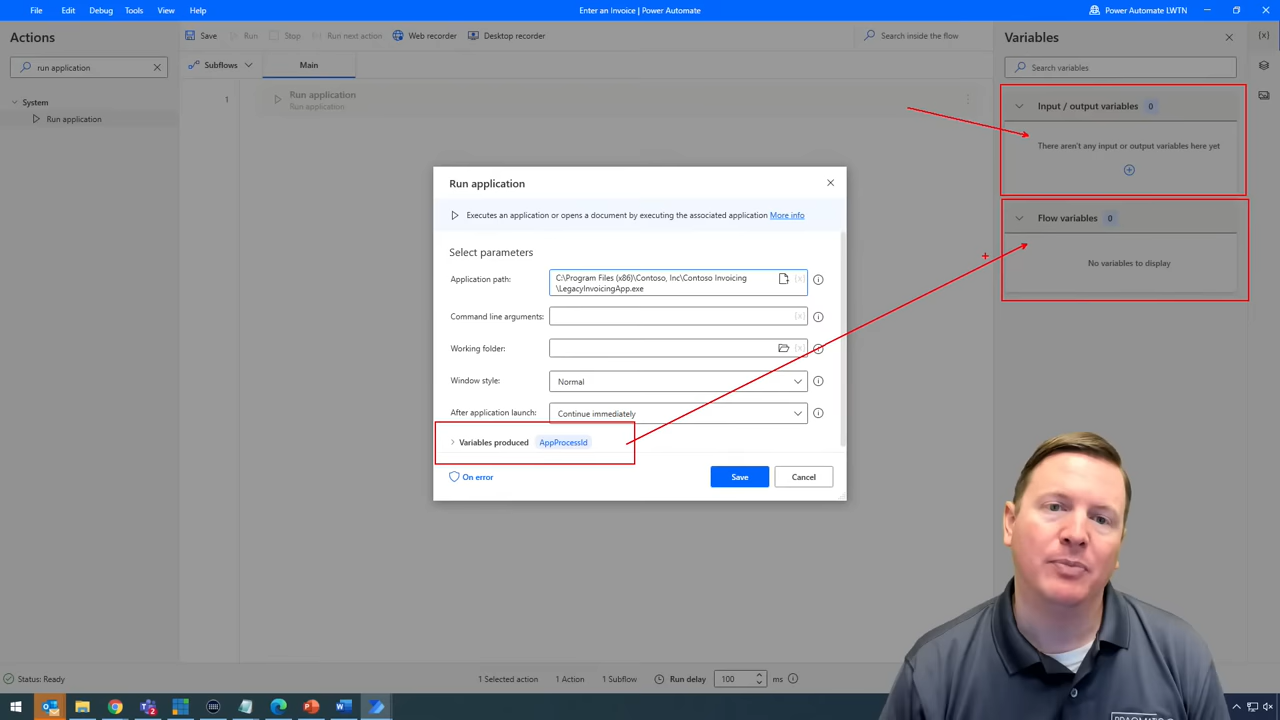 File Edit Debug Tools View Help
Enter an Invoice | Power Automate
Power Automate LWTN
Actions
run application
System
Run application
Save Run Stop Run next action Web recorder Desktop recorder
Search inside the flow
Subflows Main
1
Run application
Run application
Variables
Search variables
Input / output variables 0
There aren't any input or output variables here yet
Flow variables 0
No variables to display
Run application
Executes an application or opens a document by executing the associated application More info
Select parameters
Application path:
C:\Program Files (x86)\Contoso, Inc\Contoso Invoicing
\LegacyInvoicingApp.exe
{x}
Command line arguments:
{x}
Working folder:
{x}
Window style: Normal
After application launch: Continue immediately
Variables produced AppProcessId
On error
Save Cancel
Status: Ready
1 Selected action 1 Action 1 Subflow Run delay 100 ms